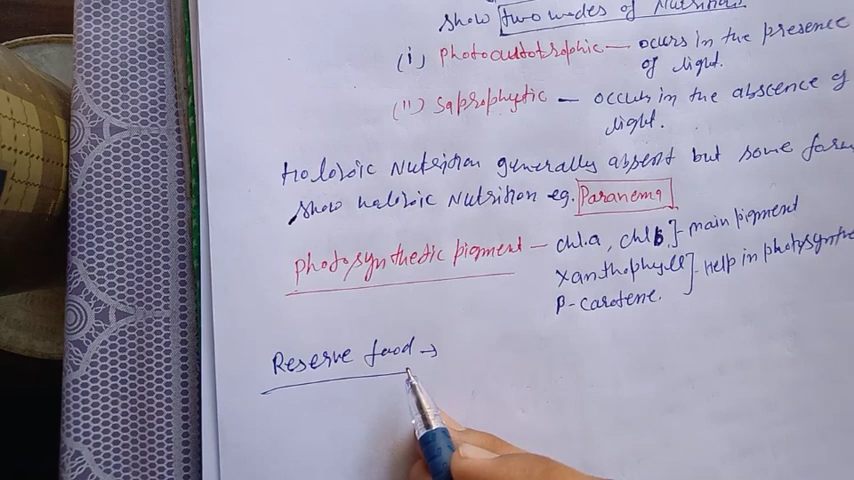 show two modes of Nutrition
(i) Photoautotrophic — occurs in the presence
of light.
(ii) Saprophytic — occurs in the abscence of
light.
Holozoic Nutrition generally absent but some form
show holozoic Nutrition eg. Paranema
Photosynthetic pigment — chl.a, chl b ] - main pigment
Xanthophyll ] - Help in photosynthe
β-carotene.
Reserve food →